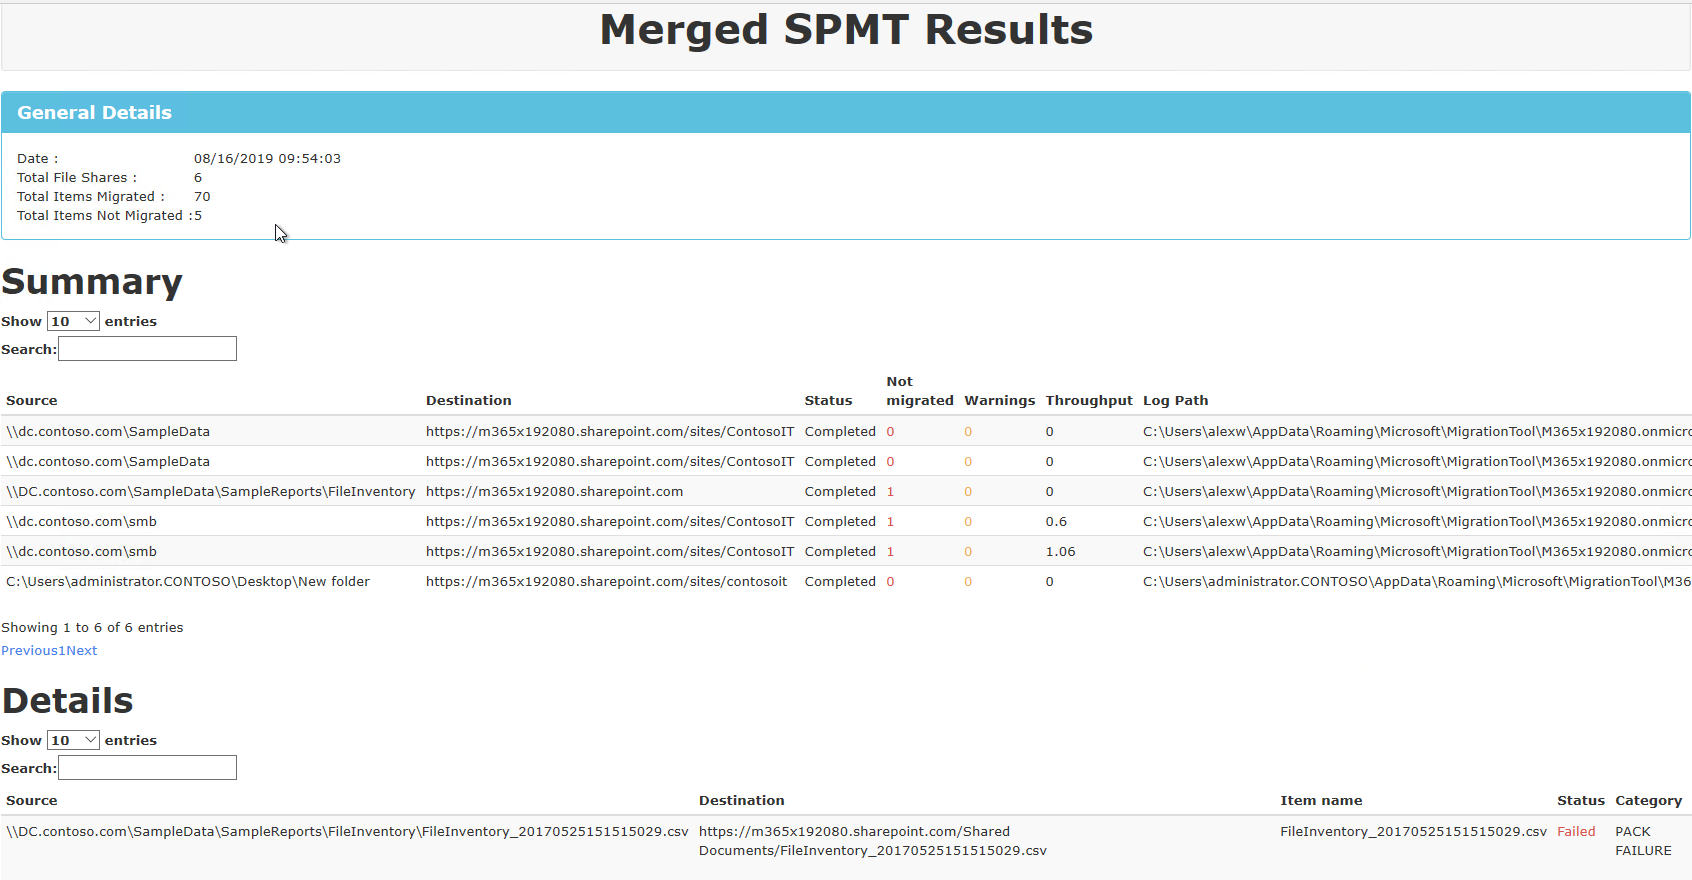 Merged SPMT Results
General Details
Date : 08/16/2019 09:54:03
Total File Shares : 6
Total Items Migrated : 70
Total Items Not Migrated :5
Summary
Show 10 entries
Search:
Source Destination Status Not migrated Warnings Throughput Log Path
\\dc.contoso.com\SampleData https://m365x192080.sharepoint.com/sites/ContosoIT Completed 0 0 0 C:\Users\alexw\AppData\Roaming\Microsoft\MigrationTool\M365x192080.onmicro
\\dc.contoso.com\SampleData https://m365x192080.sharepoint.com/sites/ContosoIT Completed 0 0 0 C:\Users\alexw\AppData\Roaming\Microsoft\MigrationTool\M365x192080.onmicro
\\DC.contoso.com\SampleData\SampleReports\FileInventory https://m365x192080.sharepoint.com Completed 1 0 0 C:\Users\alexw\AppData\Roaming\Microsoft\MigrationTool\M365x192080.onmicro
\\dc.contoso.com\smb https://m365x192080.sharepoint.com/sites/ContosoIT Completed 1 0 0.6 C:\Users\alexw\AppData\Roaming\Microsoft\MigrationTool\M365x192080.onmicro
\\dc.contoso.com\smb https://m365x192080.sharepoint.com/sites/ContosoIT Completed 1 0 1.06 C:\Users\alexw\AppData\Roaming\Microsoft\MigrationTool\M365x192080.onmicro
C:\Users\administrator.CONTOSO\Desktop\New folder https://m365x192080.sharepoint.com/sites/contosoit Completed 0 0 0 C:\Users\administrator.CONTOSO\AppData\Roaming\Microsoft\MigrationTool\M36
Showing 1 to 6 of 6 entries
Previous1Next
Details
Show 10 entries
Search:
Source Destination Item name Status Category
\\DC.contoso.com\SampleData\SampleReports\FileInventory\FileInventory_20170525151515029.csv https://m365x192080.sharepoint.com/Shared FileInventory_20170525151515029.csv Failed PACK
Documents/FileInventory_20170525151515029.csv FAILURE